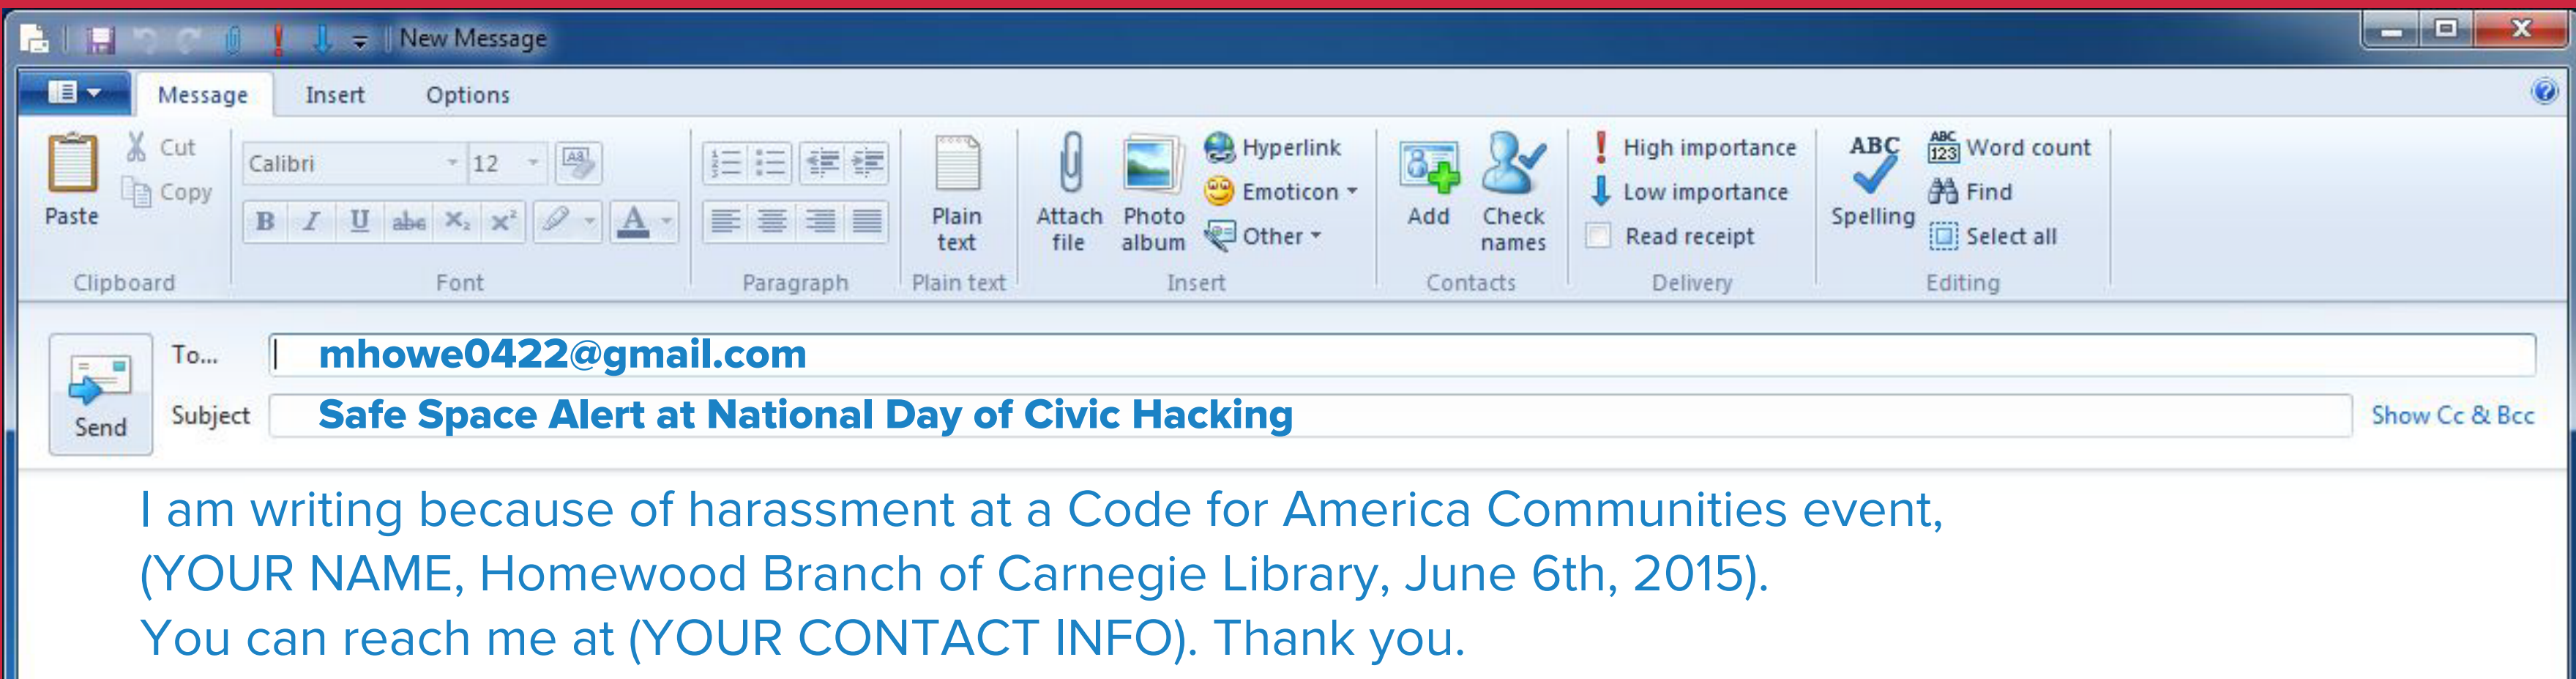 New Message
Message Insert Options
Paste Cut Copy
Calibri 12
B I U abe X₂ X² A
Plain text
Attach file
Photo album
Hyperlink
Emoticon
Other
Add
Check names
High importance
Low importance
Read receipt
ABC Spelling
ABC 123 Word count
Find
Select all
Clipboard Font Paragraph Plain text Insert Contacts Delivery Editing
Send
To... mhowe0422@gmail.com
Subject Safe Space Alert at National Day of Civic Hacking Show Cc & Bcc
I am writing because of harassment at a Code for America Communities event,
(YOUR NAME, Homewood Branch of Carnegie Library, June 6th, 2015).
You can reach me at (YOUR CONTACT INFO). Thank you.